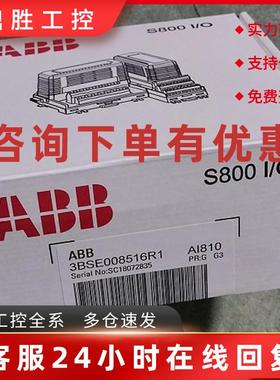 鼎胜工控
实力
支持
ABB
S800 I/O
咨询下单有优惠
S800 I/
ABB
ABB
3BSE008516R1 AI810
Serial No:SC18072835 PR:G G3
工控全系 多仓速发
客服24小时在线回复